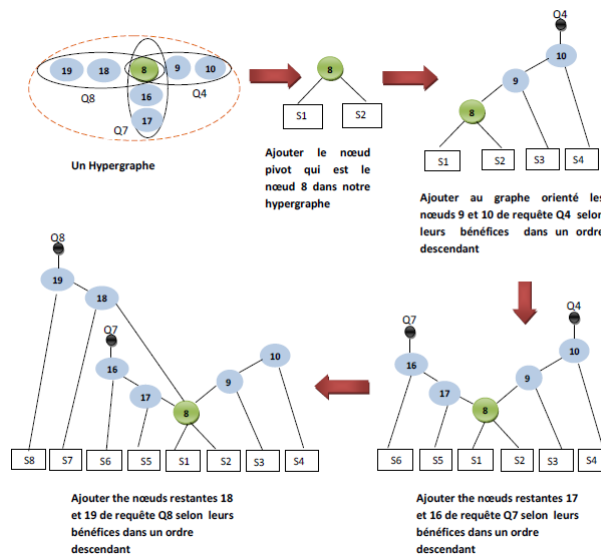 19 18 8 9 10
Q8 Q4
16
Q7
17
Un Hypergraphe
8
S1 S2
Ajouter le nœud
pivot qui est le
nœud 8 dans notre
hypergraphe
Q4
10
9
8
S1 S2 S3 S4
Ajouter au graphe orienté les
nœuds 9 et 10 de requête Q4 selon
leurs bénéfices dans un ordre
descendant
Q8
19
18
Q7
16
10
9
17
8
S8 S7 S6 S5 S1 S2 S3 S4
Ajouter the nœuds restantes 18
et 19 de requête Q8 selon leurs
bénéfices dans un ordre
descendant
Q4
Q7
10
16
9
17
8
S6 S5 S1 S2 S3 S4
Ajouter the nœuds restantes 17
et 16 de requête Q7 selon leurs
bénéfices dans un ordre
descendant